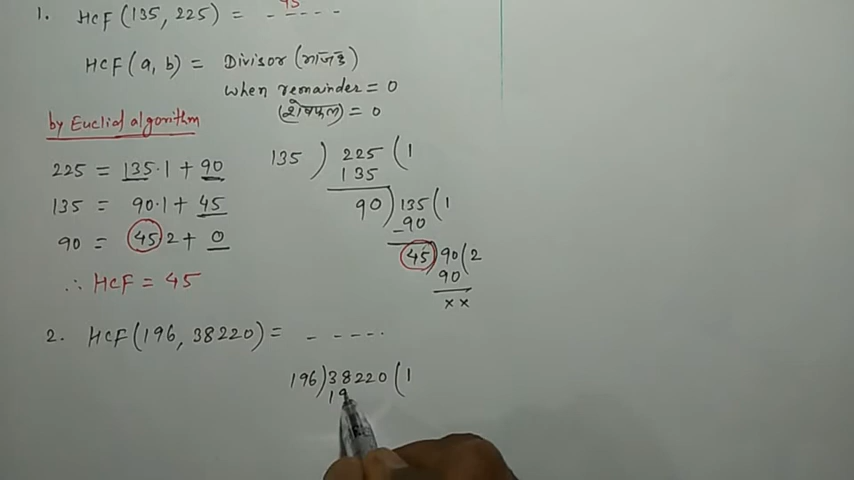 1. HCF(135, 225) = 45
HCF(a, b) = Divisor (भाजक)
when remainder = 0
(शेषफल) = 0
by Euclid algorithm
225 = 135·1 + 90
135 = 90·1 + 45
90 = 45 2 + 0
∴ HCF = 45
135 ) 225 ( 1
135
90 ) 135 ( 1
-90
45 ) 90 ( 2
90
x x
2. HCF(196, 38220) = - - - - - -
196 ) 38220 ( 1
19